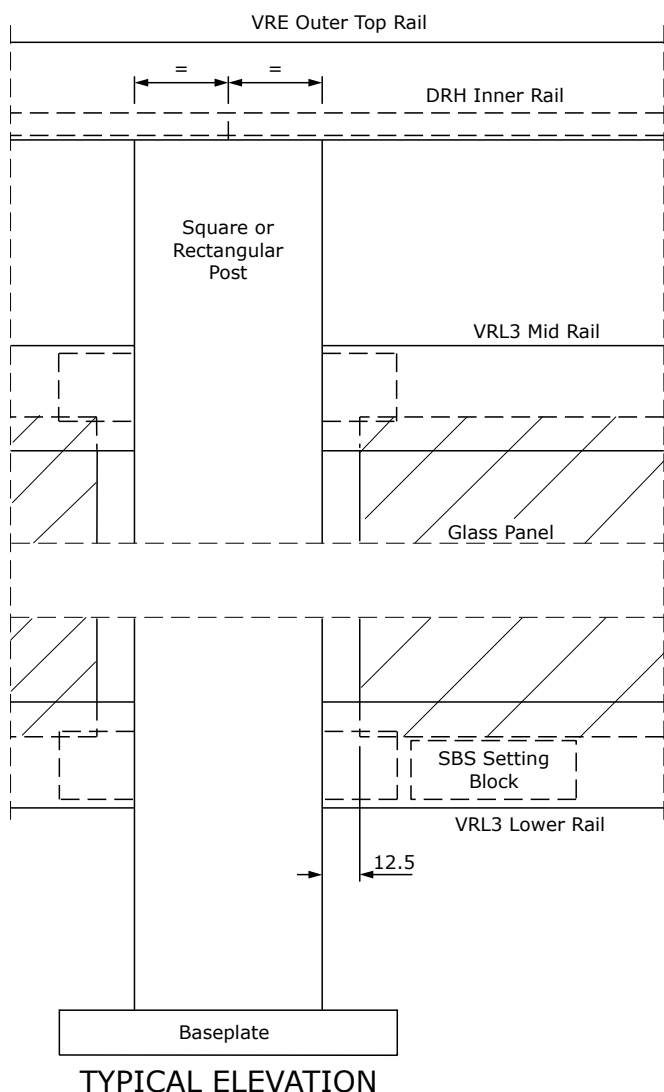 VRE Outer Top Rail
= =
DRH Inner Rail
Square or
Rectangular
Post
VRL3 Mid Rail
Glass Panel
SBS Setting
Block
VRL3 Lower Rail
12.5
Baseplate
TYPICAL ELEVATION